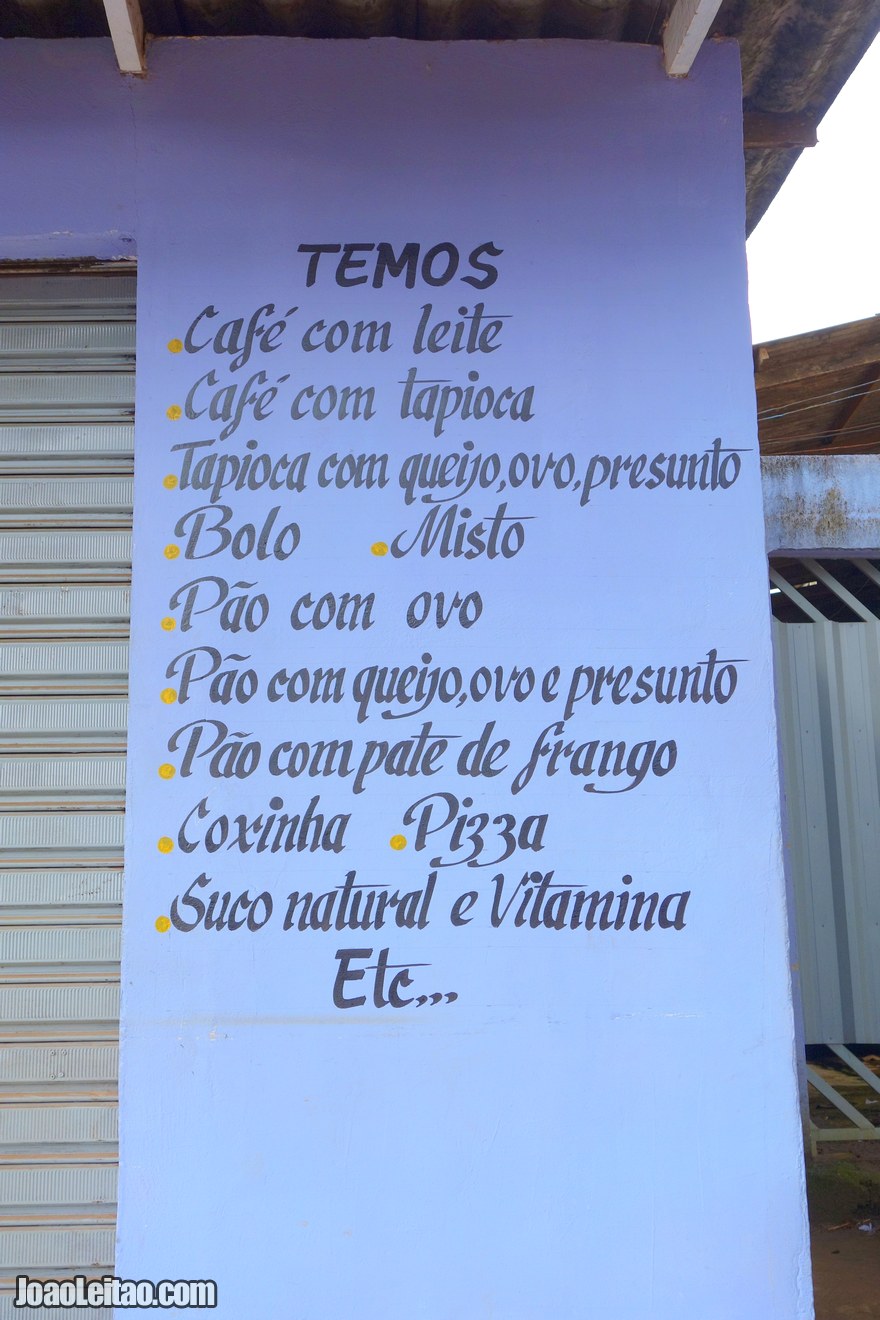 TEMOS
Café com leite
Café com tapioca
Tapioca com queijo, ovo, presunto
Bolo Misto
Pão com ovo
Pão com queijo, ovo e presunto
Pão com pate de frango
Coxinha Pizza
Suco natural e Vitamina
Etc,,,
JoaoLeitao.com